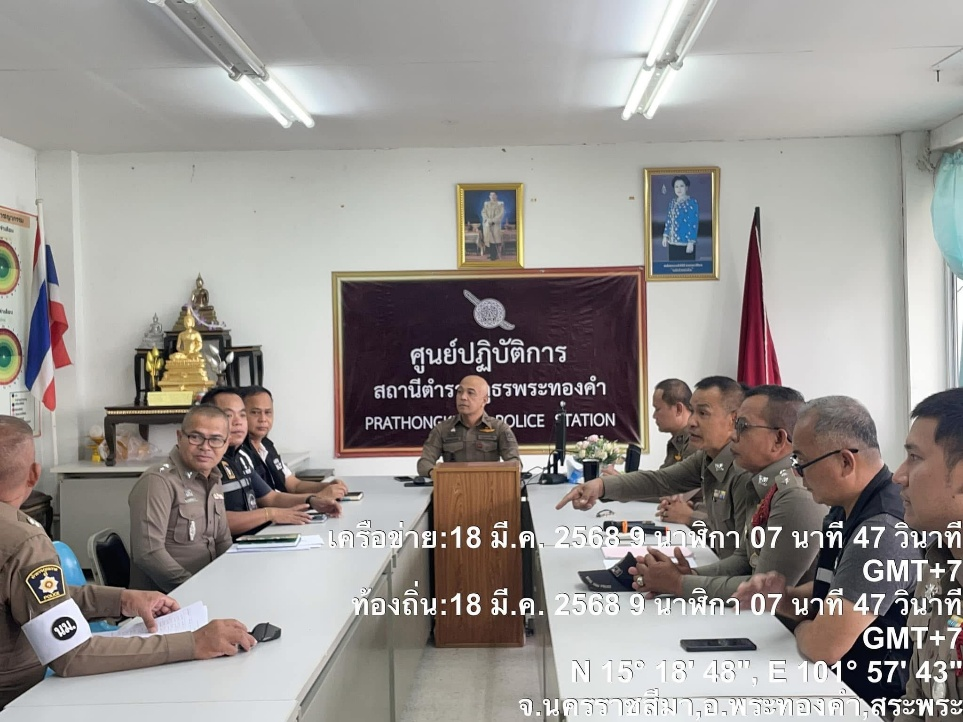 ศูนย์ปฏิบัติการ
สถานีตำรวจ ธรพระทองคำ
PRATHONG POLICE STATION
POLICE
นม.
เครือข่าย:18 มี.ค. 2568 9 นาฬิกา 07 นาที 47 วินาที
GMT+7
ท้องถิ่น:18 มี.ค. 2568 9 นาฬิกา 07 นาที 47 วินาที
GMT+7
N 15° 18' 48", E 101° 57' 43"
จ.นครราชสีมา,อ.พระทองคำ,สระพระ